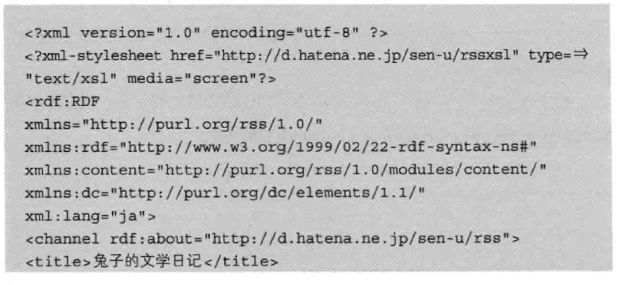 <?xml version="1.0" encoding="utf-8" ?>
<?xml-stylesheet href="http://d.hatena.ne.jp/sen-u/rssxsl" type=⇒
"text/xsl" media="screen"?>
<rdf:RDF
xmlns="http://purl.org/rss/1.0/"
xmlns:rdf="http://www.w3.org/1999/02/22-rdf-syntax-ns#"
xmlns:content="http://purl.org/rss/1.0/modules/content/"
xmlns:dc="http://purl.org/dc/elements/1.1/"
xml:lang="ja">
<channel rdf:about="http://d.hatena.ne.jp/sen-u/rss">
<title>兔子的文学日记</title>